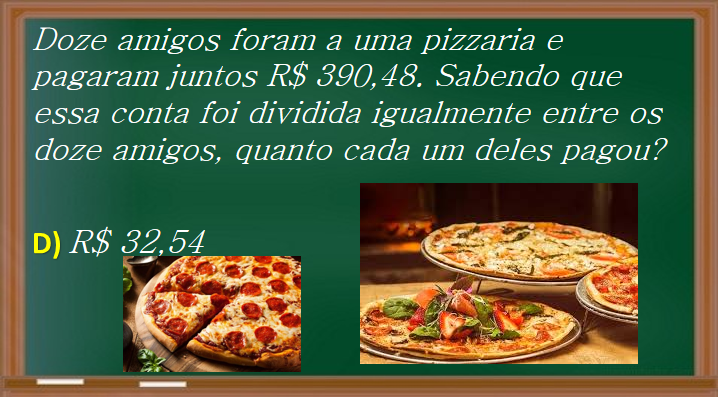 Doze amigos foram a uma pizzaria e
pagaram juntos R$ 390,48. Sabendo que
essa conta foi dividida igualmente entre os
doze amigos, quanto cada um deles pagou?
D) R$ 32,54